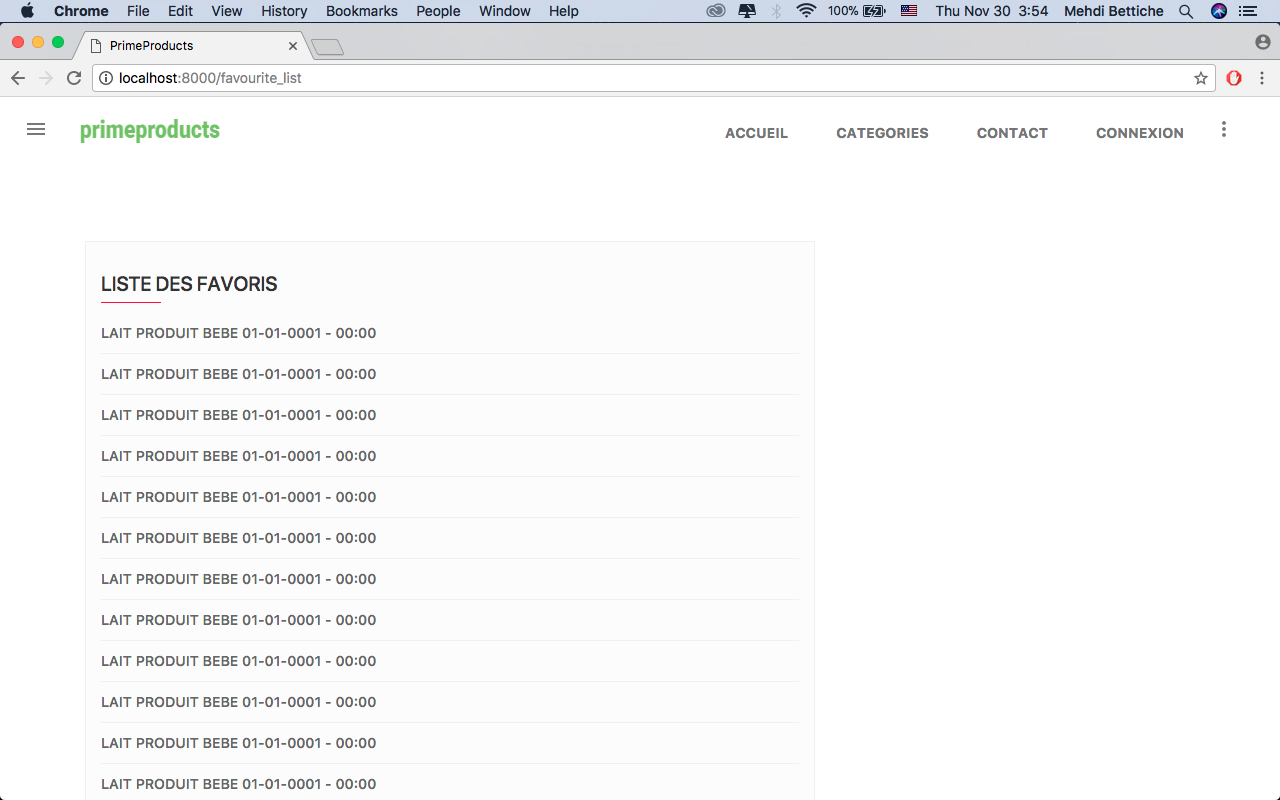 Chrome File Edit View History Bookmarks People Window Help 100% Thu Nov 30 3:54 Mehdi Bettiche
PrimeProducts
localhost:8000/favourite_list
primeproducts ACCUEIL CATEGORIES CONTACT CONNEXION
LISTE DES FAVORIS
LAIT PRODUIT BEBE 01-01-0001 - 00:00
LAIT PRODUIT BEBE 01-01-0001 - 00:00
LAIT PRODUIT BEBE 01-01-0001 - 00:00
LAIT PRODUIT BEBE 01-01-0001 - 00:00
LAIT PRODUIT BEBE 01-01-0001 - 00:00
LAIT PRODUIT BEBE 01-01-0001 - 00:00
LAIT PRODUIT BEBE 01-01-0001 - 00:00
LAIT PRODUIT BEBE 01-01-0001 - 00:00
LAIT PRODUIT BEBE 01-01-0001 - 00:00
LAIT PRODUIT BEBE 01-01-0001 - 00:00
LAIT PRODUIT BEBE 01-01-0001 - 00:00
LAIT PRODUIT BEBE 01-01-0001 - 00:00